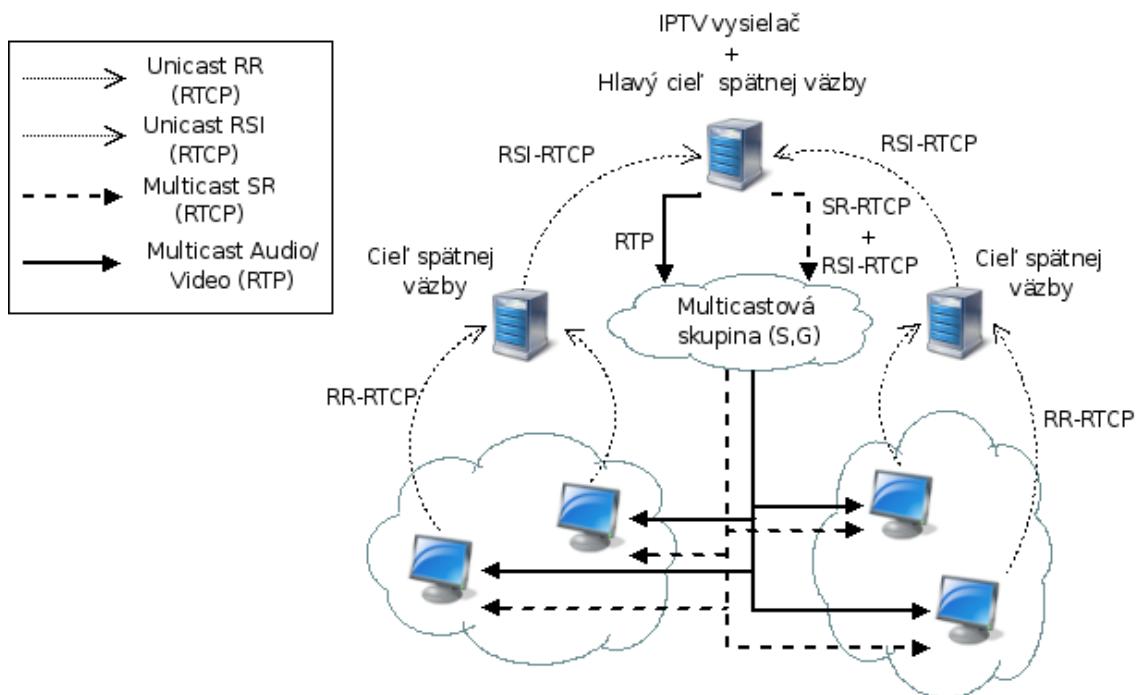 IPTV vysielač
+
Hlavý cieľ spätnej väzby
Unicast RR
(RTCP)
Unicast RSI
(RTCP)
Multicast SR
(RTCP)
Multicast Audio/
Video (RTP)
RSI-RTCP
RSI-RTCP
RTP
SR-RTCP
+
RSI-RTCP
Cieľ spätnej
väzby
Cieľ spätnej
väzby
Multicastová
skupina (S,G)
RR-RTCP
RR-RTCP